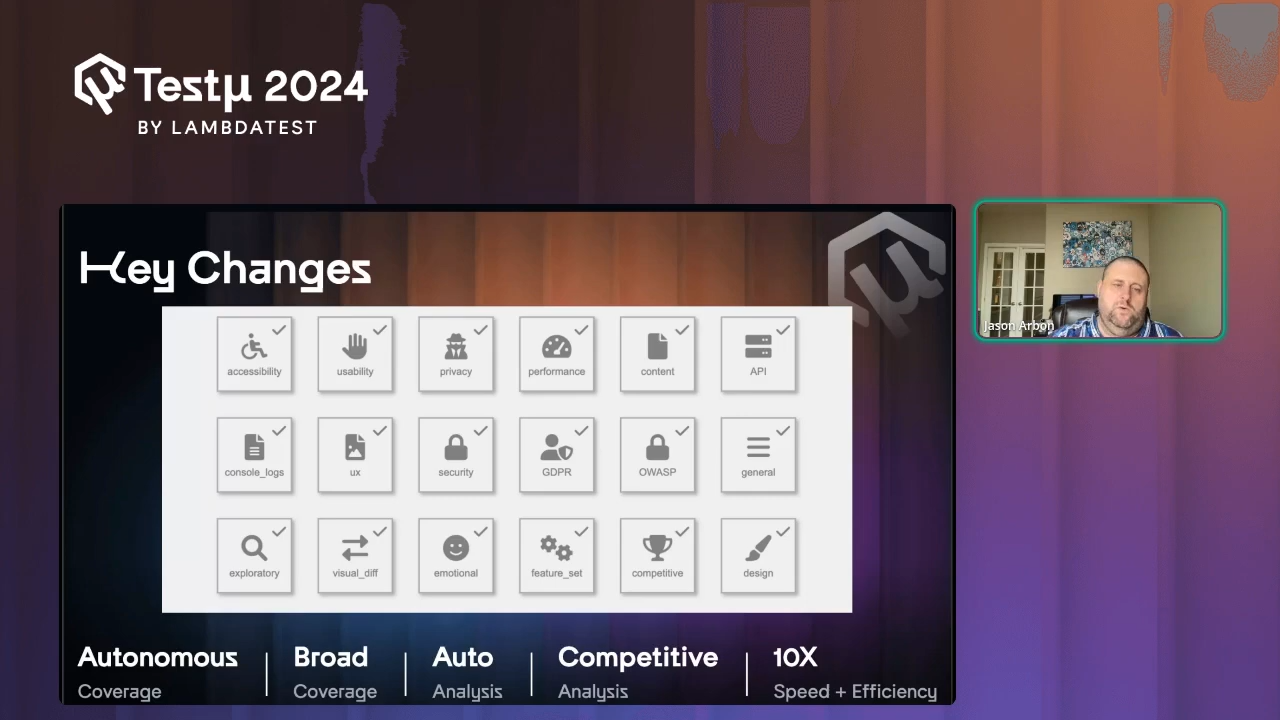 Testμ 2024
BY LAMBDATEST
Key Changes
accessibility
usability
privacy
performance
content
API
console_logs
ux
security
GDPR
OWASP
general
exploratory
visual_diff
emotional
feature_set
competitive
design
Autonomous
Coverage
Broad
Coverage
Auto
Analysis
Competitive
Analysis
10X
Speed + Efficiency
Jason Arbon